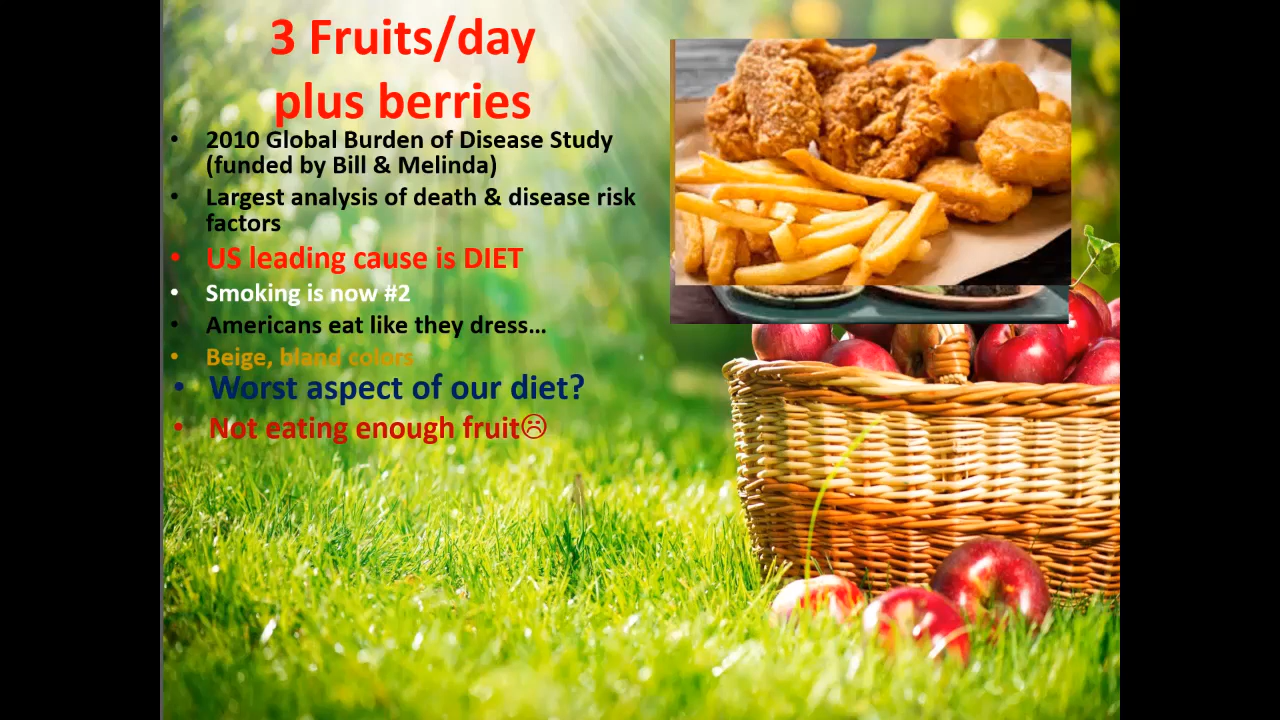 3 Fruits/day
plus berries
• 2010 Global Burden of Disease Study
(funded by Bill & Melinda)
• Largest analysis of death & disease risk
factors
• US leading cause is DIET
• Smoking is now #2
• Americans eat like they dress…
• Beige, bland colors
• Worst aspect of our diet?
• Not eating enough fruit☹